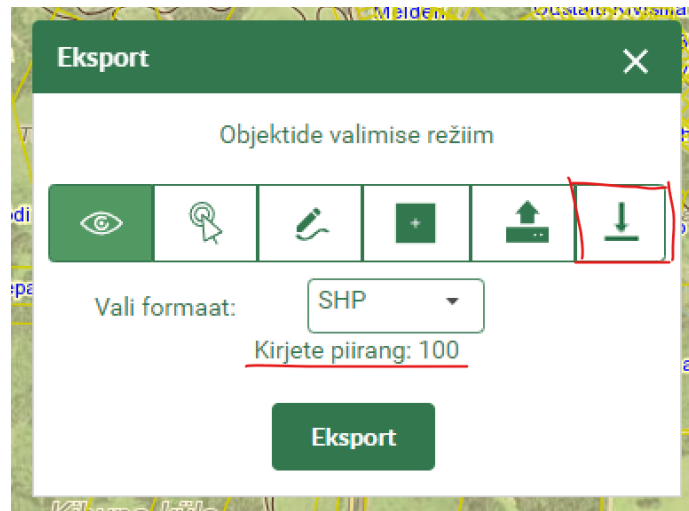 Eksport
Objektide valimise režiim
Vali formaat:
SHP
Kirjete piirang: 100
Eksport